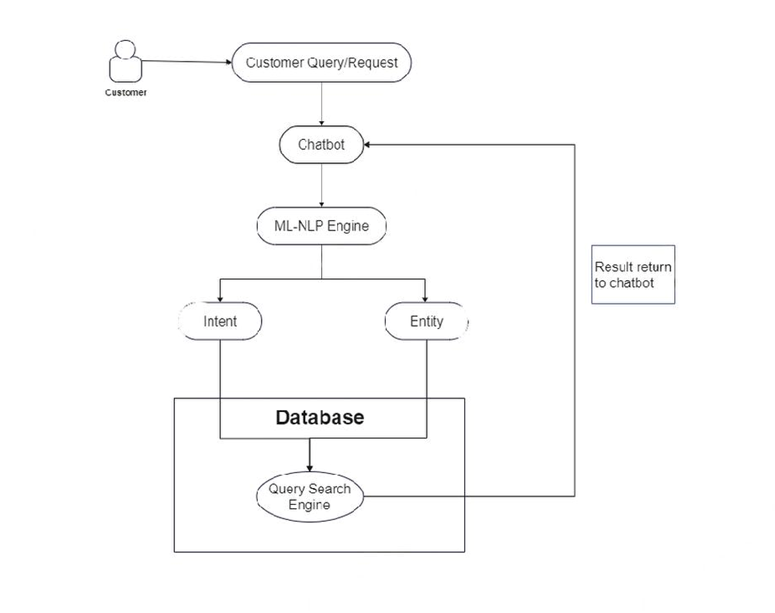 Customer Query/Request
Customer
Chatbot
ML-NLP Engine
Result return
to chatbot
Intent
Entity
Database
Query Search
Engine